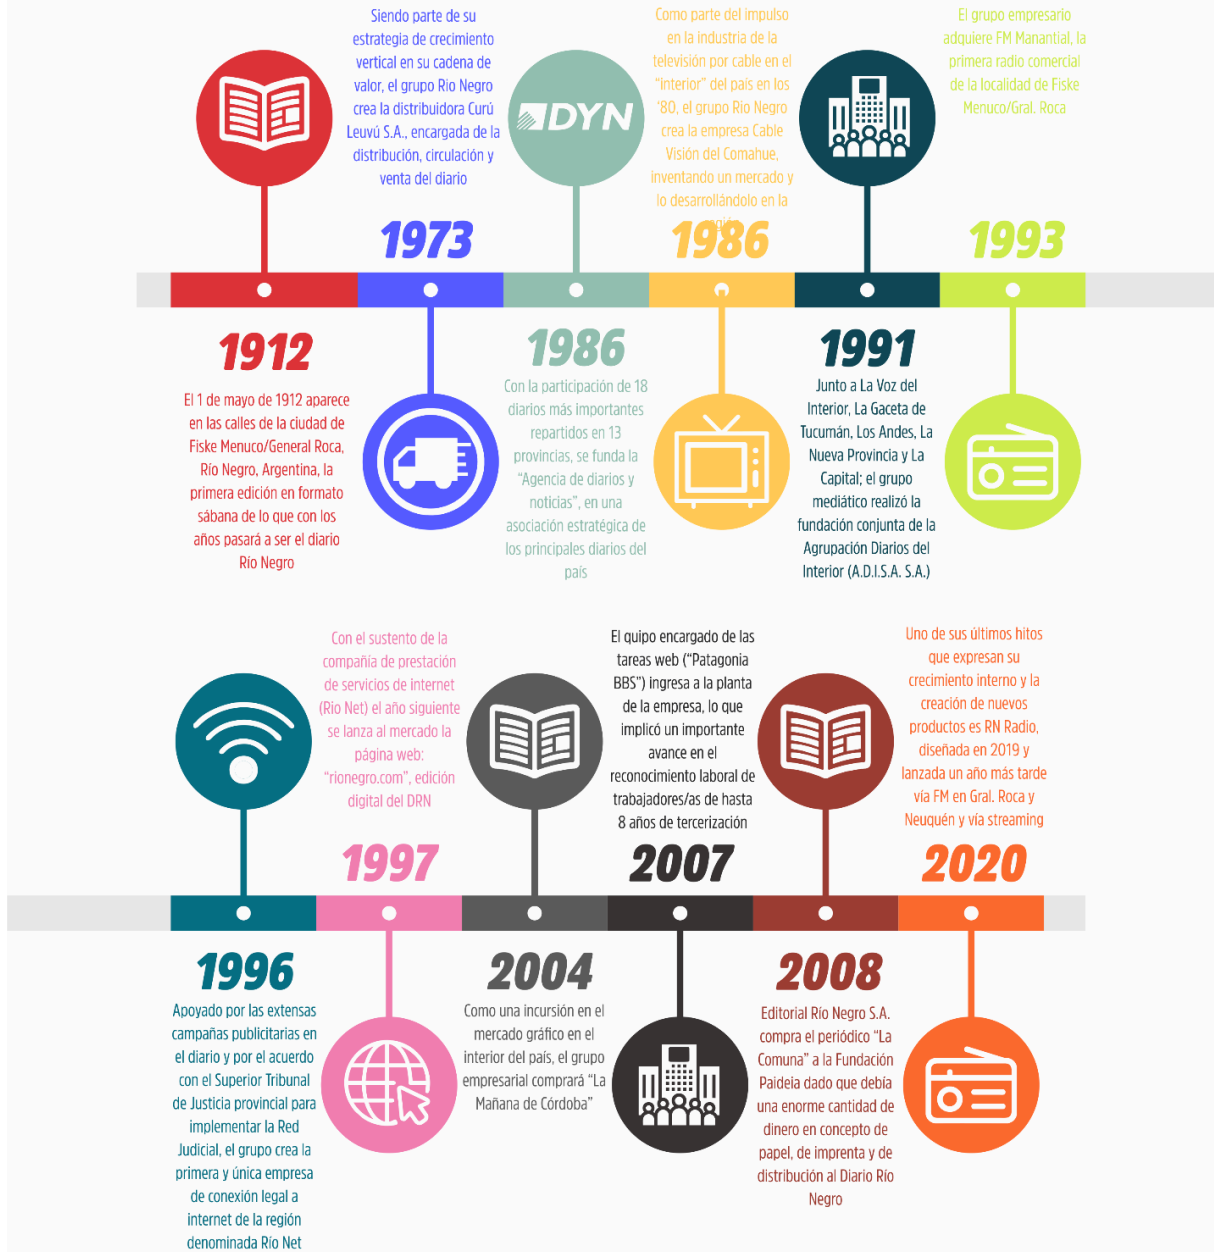 Siendo parte de su
estrategia de crecimiento
vertical en su cadena de
valor, el grupo Rio Negro
crea la distribuidora Curú
Leuvú S.A., encargada de la
distribución, circulación y
venta del diario
1973
DYN
Como parte del impulso
en la industria de la
televisión por cable en el
"interior" del país en los
'80, el grupo Rio Negro
crea la empresa Cable
Visión del Comahue,
inventando un mercado y
lo desarrollándolo en la
región
1986
El grupo empresario
adquiere FM Manantial, la
primera radio comercial
de la localidad de Fiske
Menuco/Gral. Roca
1993
1912
El 1 de mayo de 1912 aparece
en las calles de la ciudad de
Fiske Menuco/General Roca,
Río Negro, Argentina, la
primera edición en formato
sábana de lo que con los
años pasará a ser el diario
Río Negro
1986
Con la participación de 18
diarios más importantes
repartidos en 13
provincias, se funda la
"Agencia de diarios y
noticias", en una
asociación estratégica de
los principales diarios del
país
1991
Junto a La Voz del
Interior, La Gaceta de
Tucumán, Los Andes, La
Nueva Provincia y La
Capital; el grupo
mediático realizó la
fundación conjunta de la
Agrupación Diarios del
Interior (A.D.I.S.A. S.A.)
Con el sustento de la
compañía de prestación
de servicios de internet
(Rio Net) el año siguiente
se lanza al mercado la
página web:
"rionegro.com", edición
digital del DRN
1997
El quipo encargado de las
tareas web ("Patagonia
BBS") ingresa a la planta
de la empresa, lo que
implicó un importante
avance en el
reconocimiento laboral de
trabajadores/as de hasta
8 años de tercerización
2007
Uno de sus últimos hitos
que expresan su
crecimiento interno y la
creación de nuevos
productos es RN Radio,
diseñada en 2019 y
lanzada un año más tarde
vía FM en Gral. Roca y
Neuquén y vía streaming
2020
1996
Apoyado por las extensas
campañas publicitarias en
el diario y por el acuerdo
con el Superior Tribunal
de Justicia provincial para
implementar la Red
Judicial, el grupo crea la
primera y única empresa
de conexión legal a
internet de la región
denominada Río Net
2004
Como una incursión en el
mercado gráfico en el
interior del país, el grupo
empresarial comprará "La
Mañana de Córdoba"
2008
Editorial Río Negro S.A.
compra el periódico "La
Comuna" a la Fundación
Paideia dado que debía
una enorme cantidad de
dinero en concepto de
papel, de imprenta y de
distribución al Diario Río
Negro